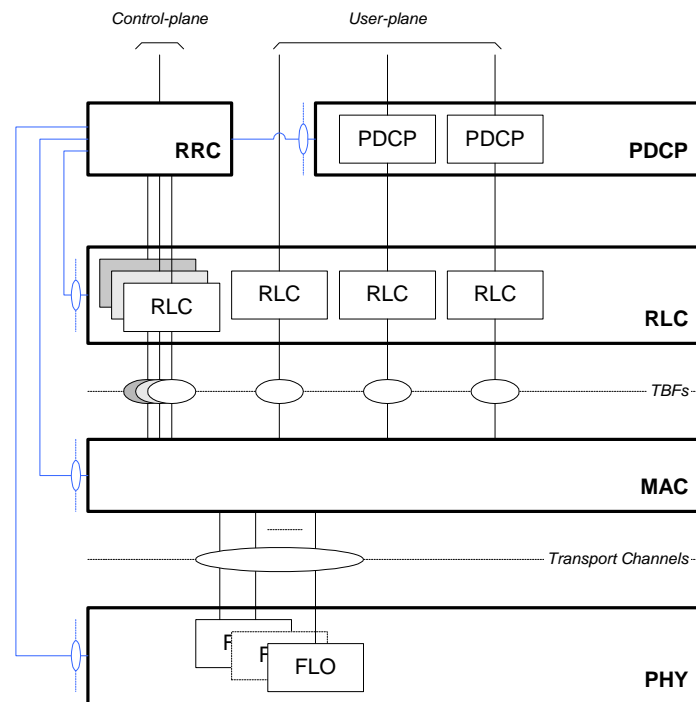 Control-plane
User-plane
RRC
PDCP
PDCP
PDCP
RLC
RLC
RLC
RLC
RLC
TBFs
MAC
Transport Channels
F
F
FLO
PHY